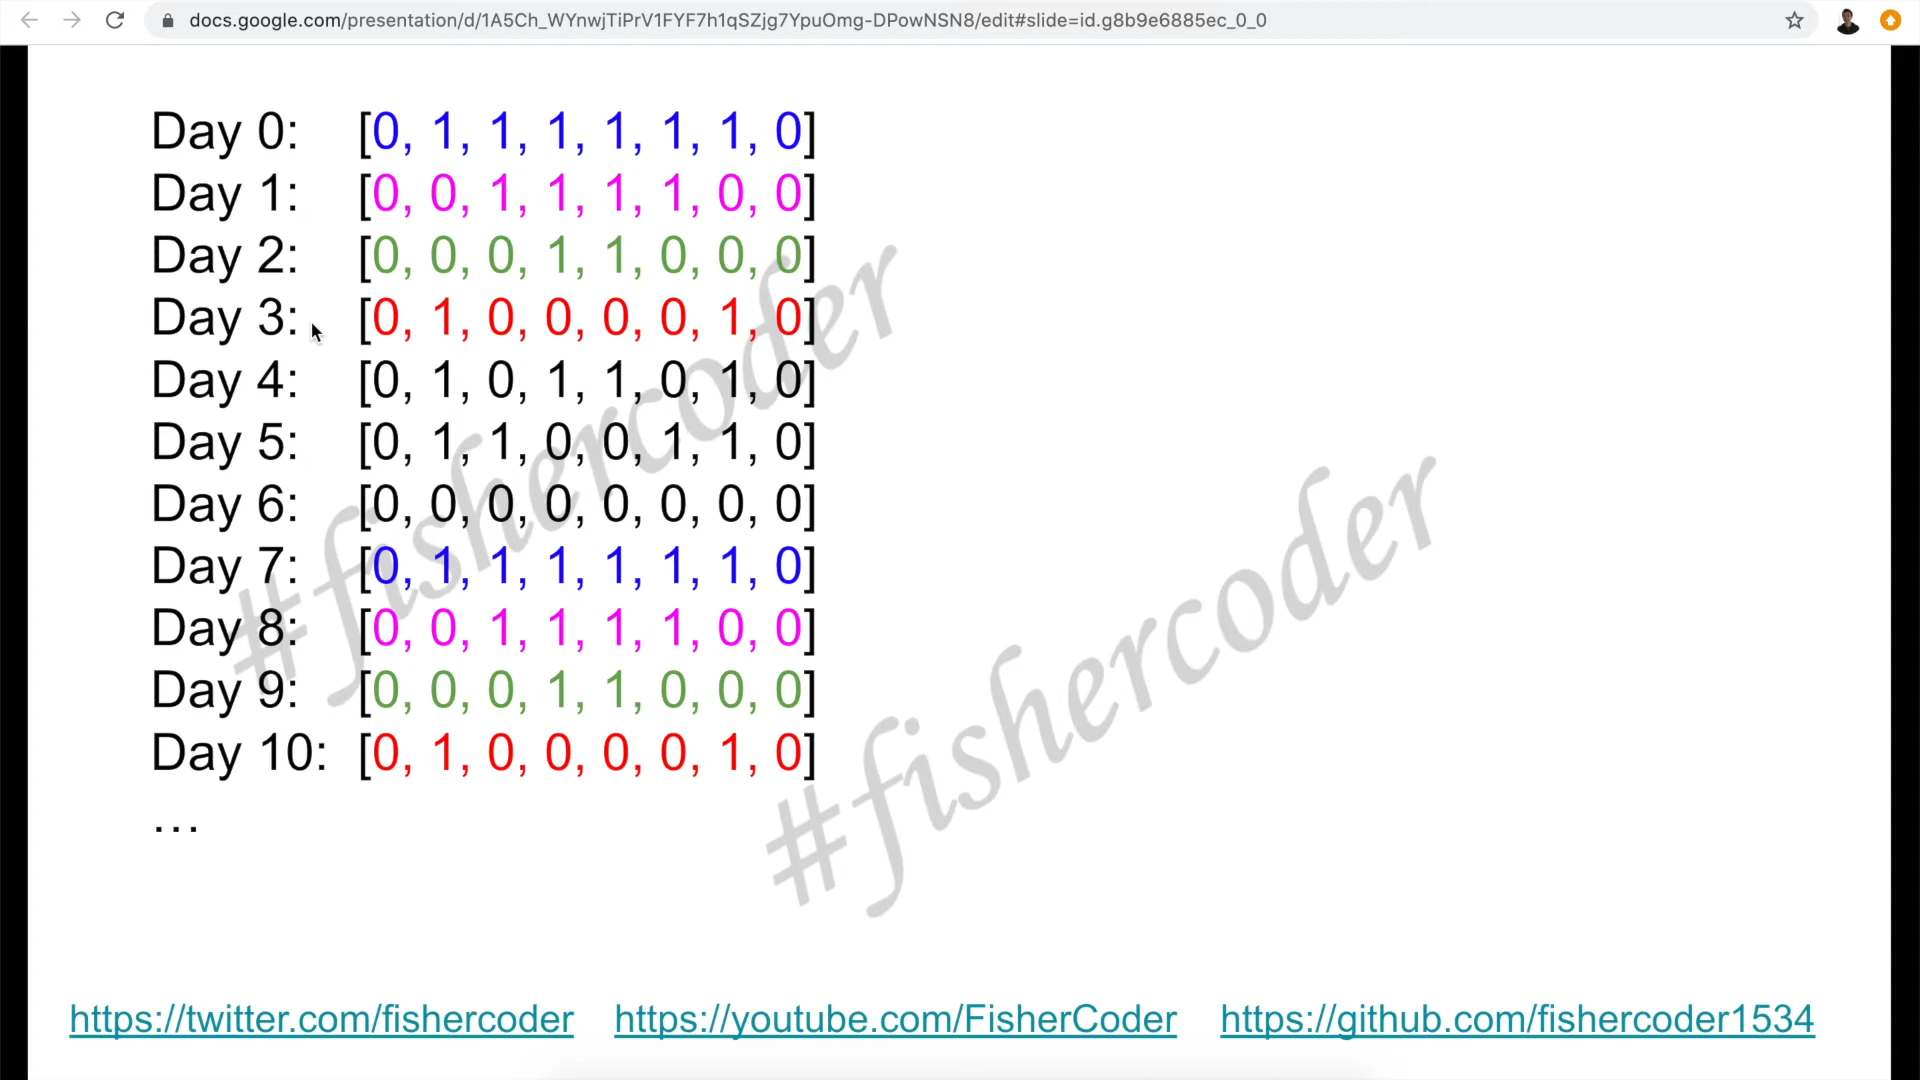 docs.google.com/presentation/d/1A5Ch_WYnwjTiPrV1FYF7h1qSZjg7YpuOmg-DPowNSN8/edit#slide=id.g8b9e6885ec_0_0
Day 0: [0, 1, 1, 1, 1, 1, 1, 0]
Day 1: [0, 0, 1, 1, 1, 1, 0, 0]
Day 2: [0, 0, 0, 1, 1, 0, 0, 0]
Day 3: [0, 1, 0, 0, 0, 0, 1, 0]
Day 4: [0, 1, 0, 1, 1, 0, 1, 0]
Day 5: [0, 1, 1, 0, 0, 1, 1, 0]
Day 6: [0, 0, 0, 0, 0, 0, 0, 0]
Day 7: [0, 1, 1, 1, 1, 1, 1, 0]
Day 8: [0, 0, 1, 1, 1, 1, 0, 0]
Day 9: [0, 0, 0, 1, 1, 0, 0, 0]
Day 10: [0, 1, 0, 0, 0, 0, 1, 0]
…
#fishercoder
#fishercoder
https://twitter.com/fishercoder https://youtube.com/FisherCoder https://github.com/fishercoder1534